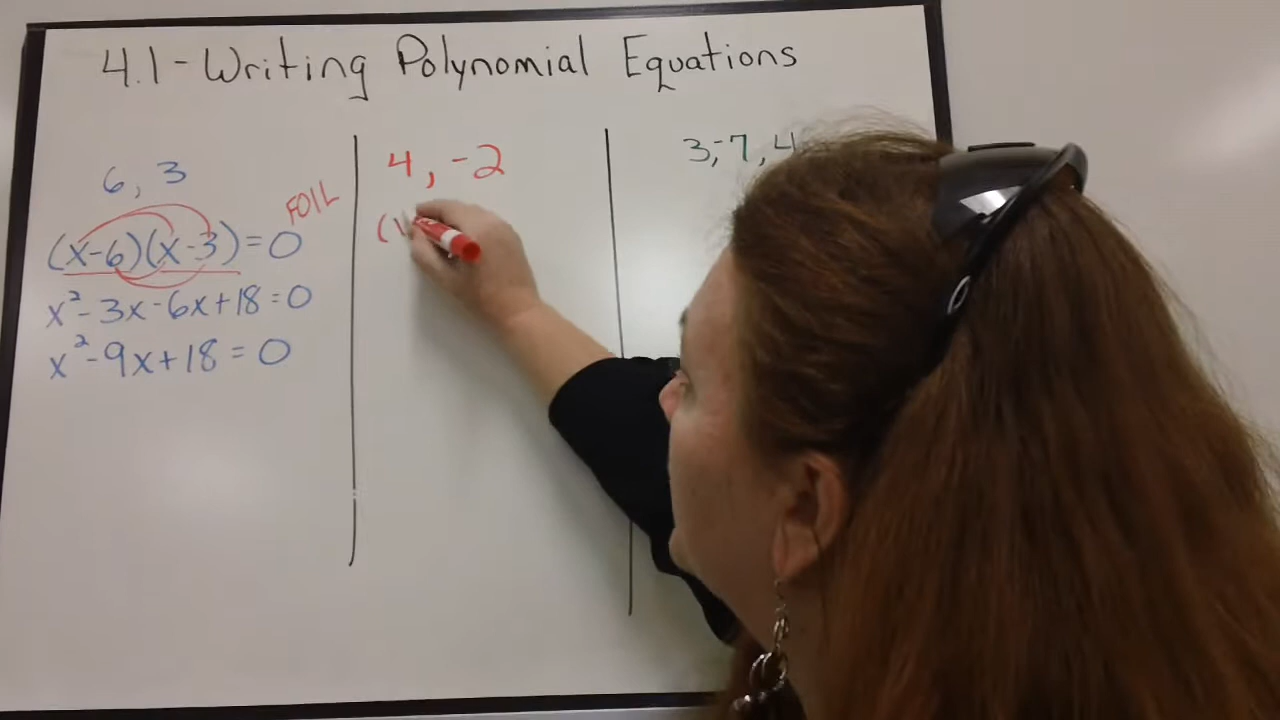 4.1-Writing Polynomial Equations
6, 3
FOIL
(x-6)(x-3)=0
x²-3x-6x+18=0
x²-9x+18=0
4, -2
(
3,-7,4